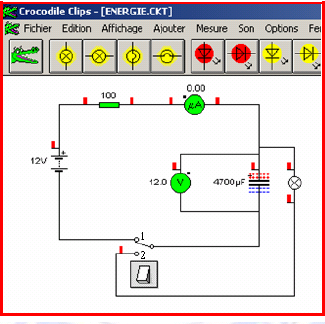 Crocodile Clips - [ENERGIE.CKT]
Fichier Edition Affichage Ajouter Mesure Son Options
100
0.00
µA
12V
+
-
12.0
V
-
4700µF
+
1
2